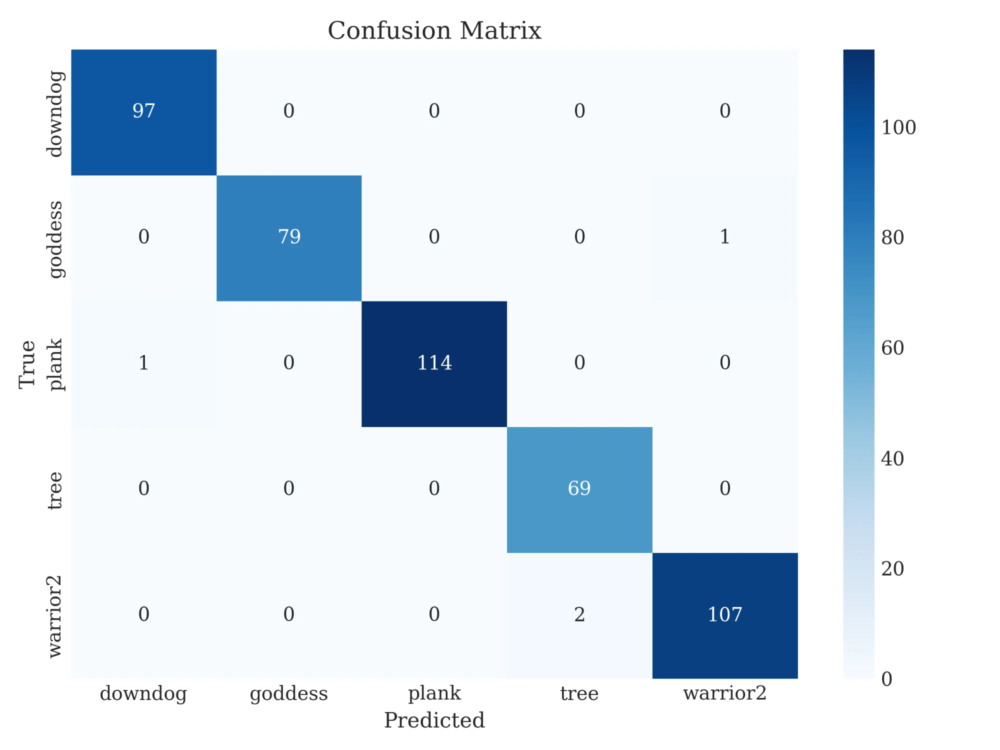 Confusion Matrix
downdog 97 0 0 0 0
goddess 0 79 0 0 1
plank 1 0 114 0 0
tree 0 0 0 69 0
warrior2 0 0 0 2 107
True
downdog goddess plank tree warrior2
Predicted
100
80
60
40
20
0